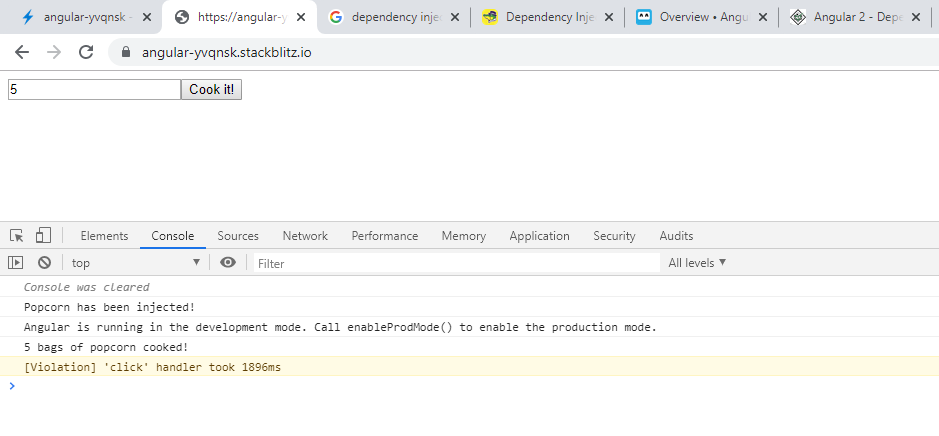 angular-yvqnsk -
https://angular-y
dependency injec
Dependency Inje
Overview • Angu
Angular 2 - Depe
angular-yvqnsk.stackblitz.io
5 Cook it!
Elements Console Sources Network Performance Memory Application Security Audits
top Filter All levels
Console was cleared
Popcorn has been injected!
Angular is running in the development mode. Call enableProdMode() to enable the production mode.
5 bags of popcorn cooked!
[Violation] 'click' handler took 1896ms